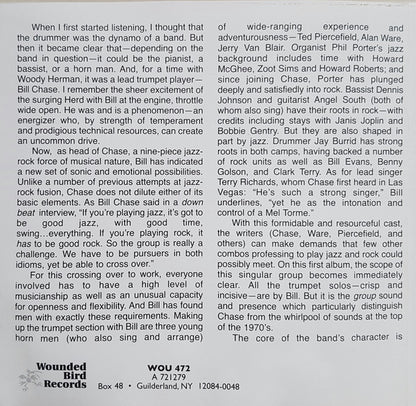 When I first started listening, I thought that
the drummer was the dynamo of a band. But
then it became clear that—depending on the
band in question—it could be the pianist, a
bassist, or a horn man. And, for a time with
Woody Herman, it was a lead trumpet player—
Bill Chase. I remember the sheer excitement of
the surging Herd with Bill at the engine, throttle
wide open. He was and is a phenomenon—an
energizer who, by strength of temperament
and prodigious technical resources, can create
an uncommon drive.
Now, as head of Chase, a nine-piece jazz-
rock force of musical nature, Bill has indicated
a new set of sonic and emotional possibilities.
Unlike a number of previous attempts at jazz-
rock fusion, Chase does not dilute either of its
basic elements. As Bill Chase said in a down
beat interview, "If you're playing jazz, it's got to
be good jazz, with good time,
swing...everything. If you're playing rock, it
has to be good rock. So the group is really a
challenge. We have to be pursuers in both
idioms, yet be able to cross over."
For this crossing over to work, everyone
involved has to have a high level of
musicianship as well as an unusual capacity
for openness and flexibility. And Bill has found
men with exactly these requirements. Making
up the trumpet section with Bill are three young
horn men (who also sing and arrange)
of wide-ranging experience and
adventurousness—Ted Piercefield, Alan Ware,
Jerry Van Blair. Organist Phil Porter's jazz
background includes time with Howard
McGhee, Zoot Sims and Howard Roberts; and
since joining Chase, Porter has plunged
deeply and satisfiedly into rock. Bassist Dennis
Johnson and guitarist Angel South (both of
whom also sing) have their roots in rock—with
credits including stays with Janis Joplin and
Bobbie Gentry. But they are also shaped in
part by jazz. Drummer Jay Burrid has strong
roots in both camps, having backed a number
of rock units as well as Bill Evans, Benny
Golson, and Clark Terry. As for lead singer
Terry Richards, whom Chase first heard in Las
Vegas: "He's such a strong singer," Bill
underlines, "yet he as the intonation and
control of a Mel Torme."
With this formidable and resourceful cast,
the writers (Chase, Ware, Piercefield, and
others) can make demands that few other
combos professing to play jazz and rock could
possibly meet. On this first album, the scope of
this singular group becomes immediately
clear. All the trumpet solos—crisp and
incisive—are by Bill. But it is the group sound
and presence which particularly distinguish
Chase from the whirlpool of sounds at the top
of the 1970's.
The core of the band's character is
Wounded
Bird
Records
WOU 472
A 721279
Box 48 • Guilderland, NY 12084-0048